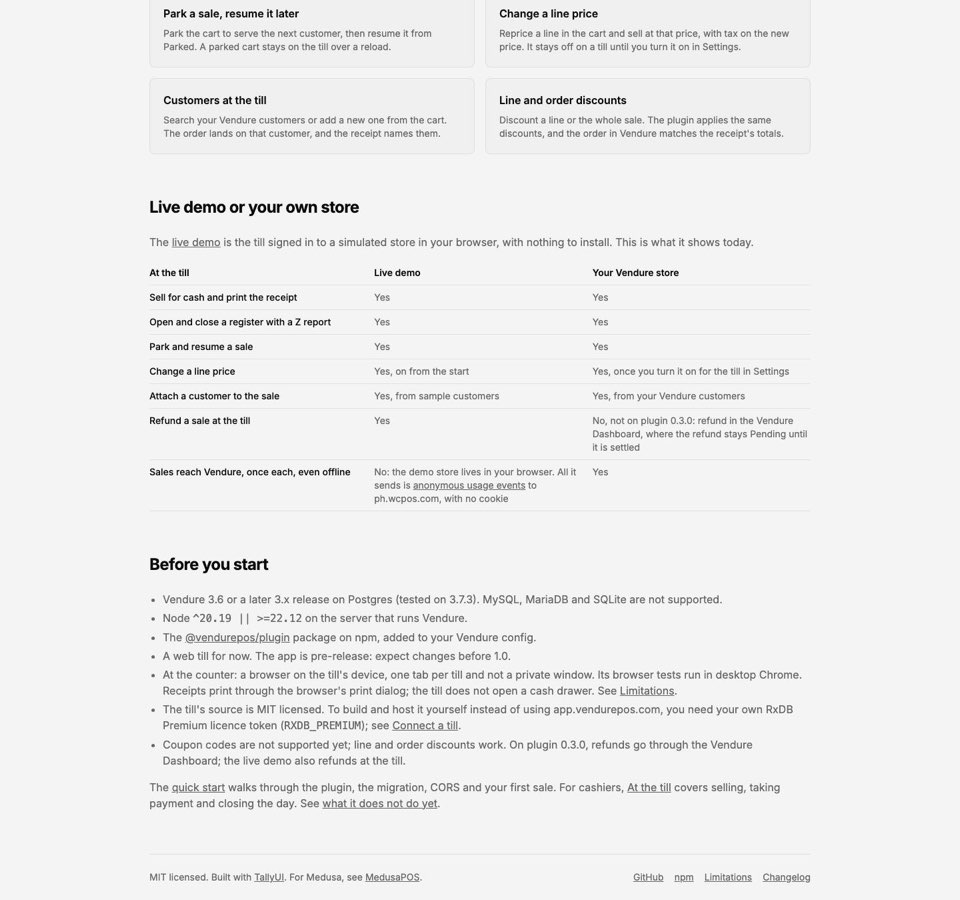 Park a sale, resume it later
Park the cart to serve the next customer, then resume it from
Parked. A parked cart stays on the till over a reload.
Change a line price
Reprice a line in the cart and sell at that price, with tax on the new
price. It stays off on a till until you turn it on in Settings.
Customers at the till
Search your Vendure customers or add a new one from the cart.
The order lands on that customer, and the receipt names them.
Line and order discounts
Discount a line or the whole sale. The plugin applies the same
discounts, and the order in Vendure matches the receipt's totals.
Live demo or your own store
The live demo is the till signed in to a simulated store in your browser, with nothing to install. This is what it shows today.
At the till Live demo Your Vendure store
Sell for cash and print the receipt Yes Yes
Open and close a register with a Z report Yes Yes
Park and resume a sale Yes Yes
Change a line price Yes, on from the start Yes, once you turn it on for the till in Settings
Attach a customer to the sale Yes, from sample customers Yes, from your Vendure customers
Refund a sale at the till Yes No, not on plugin 0.3.0: refund in the Vendure
Dashboard, where the refund stays Pending until
it is settled
Sales reach Vendure, once each, even offline No: the demo store lives in your browser. All it Yes
sends is anonymous usage events to
ph.wcpos.com, with no cookie
Before you start
• Vendure 3.6 or a later 3.x release on Postgres (tested on 3.7.3). MySQL, MariaDB and SQLite are not supported.
• Node ^20.19 || >=22.12 on the server that runs Vendure.
• The @vendurepos/plugin package on npm, added to your Vendure config.
• A web till for now. The app is pre-release: expect changes before 1.0.
• At the counter: a browser on the till's device, one tab per till and not a private window. Its browser tests run in desktop Chrome.
Receipts print through the browser's print dialog; the till does not open a cash drawer. See Limitations.
• The till's source is MIT licensed. To build and host it yourself instead of using app.vendurepos.com, you need your own RxDB
Premium licence token (RXDB_PREMIUM); see Connect a till.
• Coupon codes are not supported yet; line and order discounts work. On plugin 0.3.0, refunds go through the Vendure
Dashboard; the live demo also refunds at the till.
The quick start walks through the plugin, the migration, CORS and your first sale. For cashiers, At the till covers selling, taking
payment and closing the day. See what it does not do yet.
MIT licensed. Built with TallyUI. For Medusa, see MedusaPOS.
GitHub npm Limitations Changelog